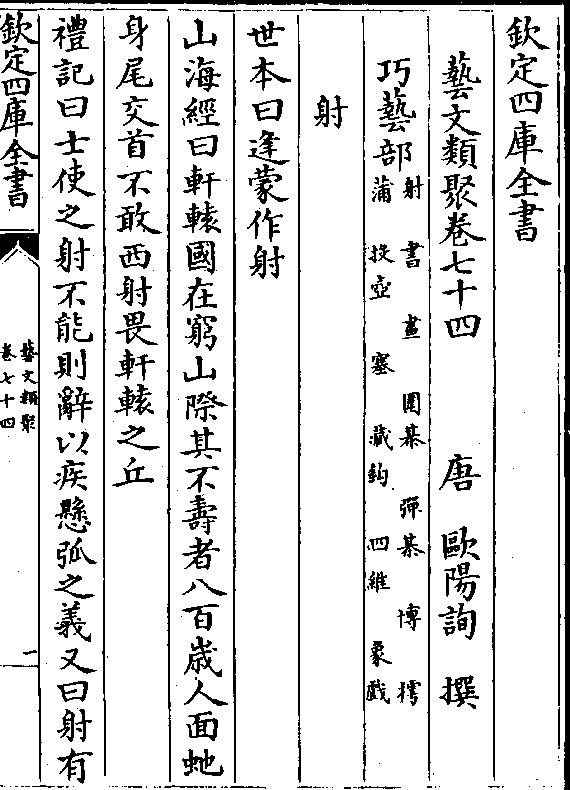 欽定四庫全書
藝文類聚卷七十四　唐　歐陽詢　撰
巧藝部射　書　畫　圍棊　彈棊　博　樗
蒲　投壺　塞　藏鈎　四維　象戲
射
世本曰逢蒙作射
山海經曰軒轅國在窮山際其不壽者八百歲人面虵
身尾交首不敢西射畏軒轅之丘
禮記曰士使之射不能則辭以疾懸弧之義又曰射有
欽定四庫全書
藝文類聚
卷七十四
一